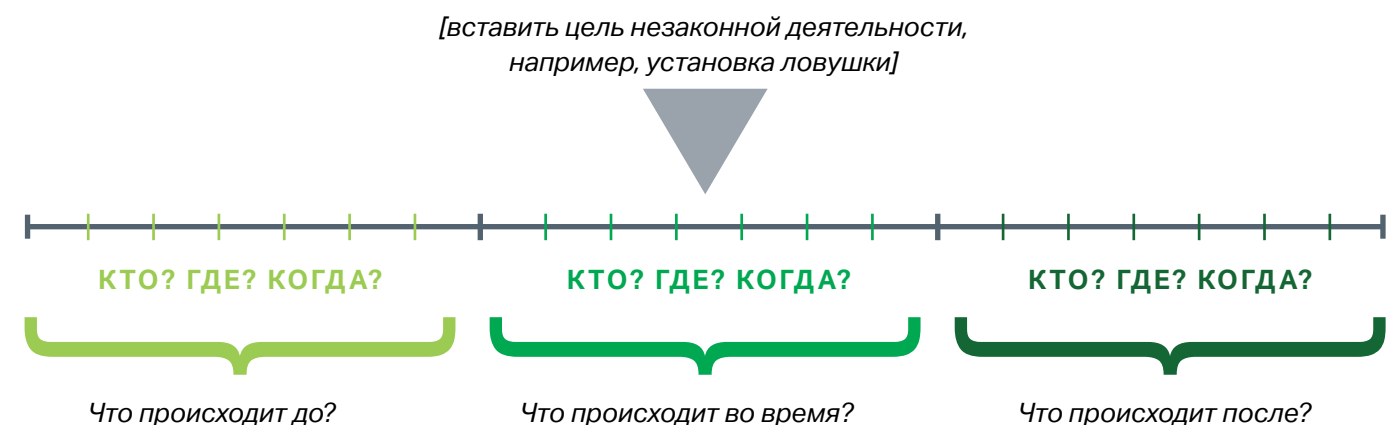 [вставить цель незаконной деятельности,
например, установка ловушки]
КТО? ГДЕ? КОГДА?
КТО? ГДЕ? КОГДА?
КТО? ГДЕ? КОГДА?
Что происходит до?
Что происходит во время?
Что происходит после?